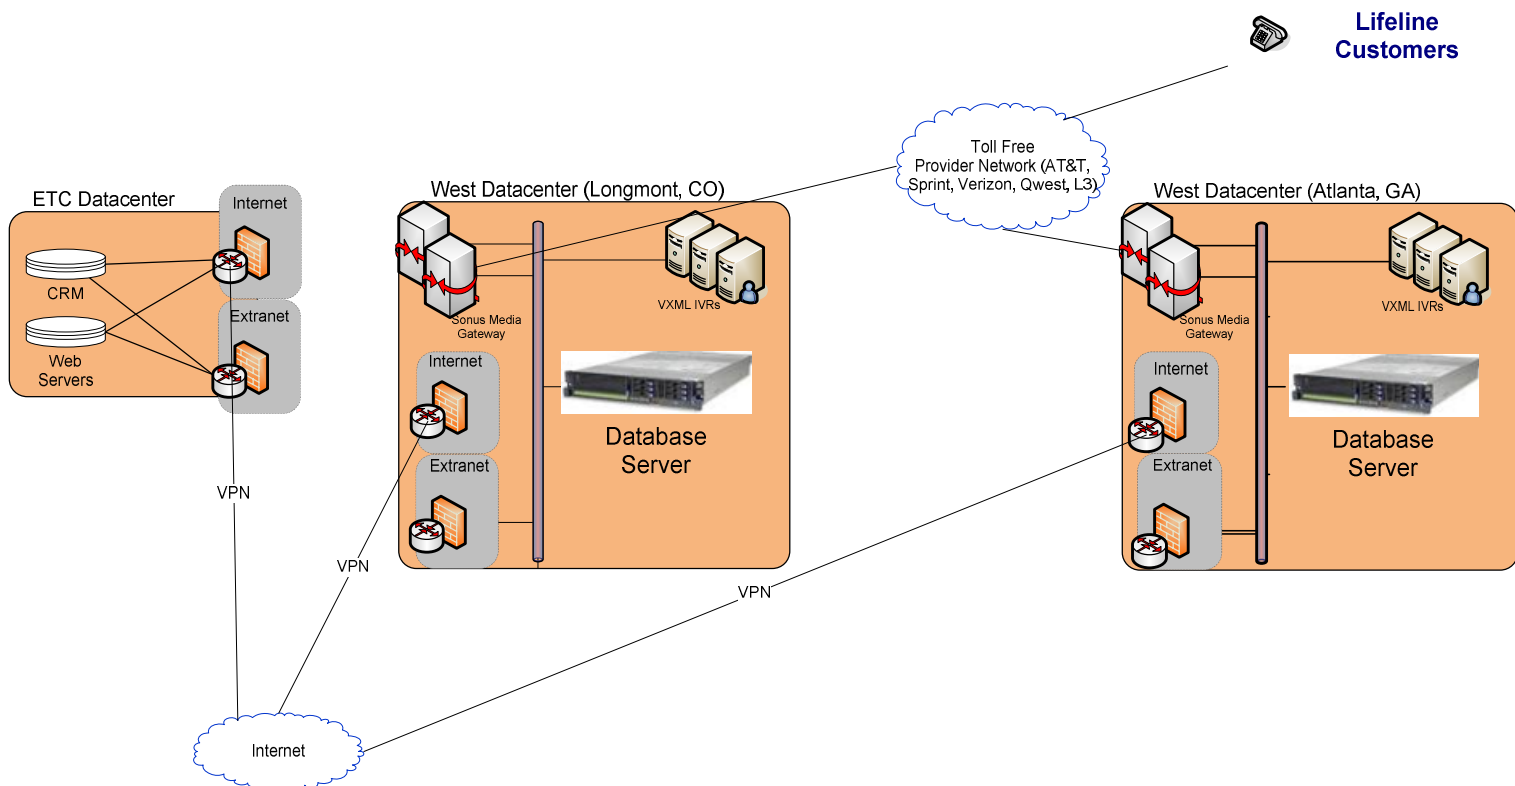 Lifeline
Customers
Toll Free
Provider Network (AT&T,
Sprint, Verizon, Qwest, L3)
ETC Datacenter
Internet
CRM
Extranet
Web
Servers
VPN
West Datacenter (Longmont, CO)
VXML IVRs
Sonus Media
Gateway
Internet
Database
Server
Extranet
VPN
West Datacenter (Atlanta, GA)
VXML IVRs
Sonus Media
Gateway
Internet
Database
Server
Extranet
VPN
Internet